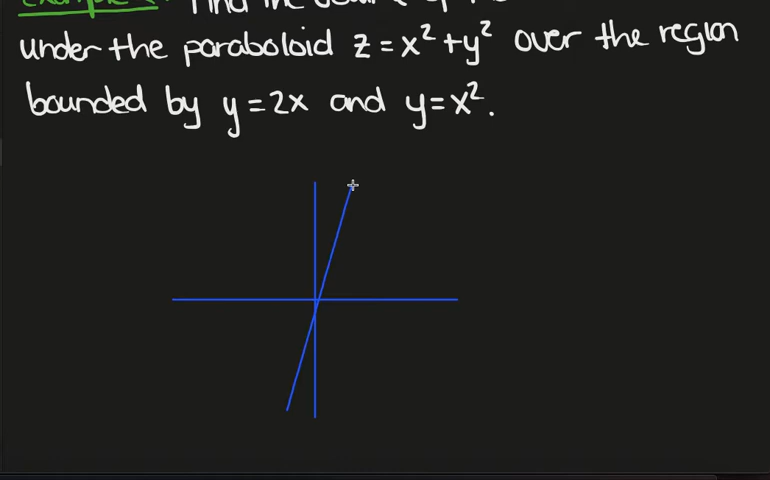 under the paraboloid z = x² + y² over the region
bounded by y = 2x and y = x².